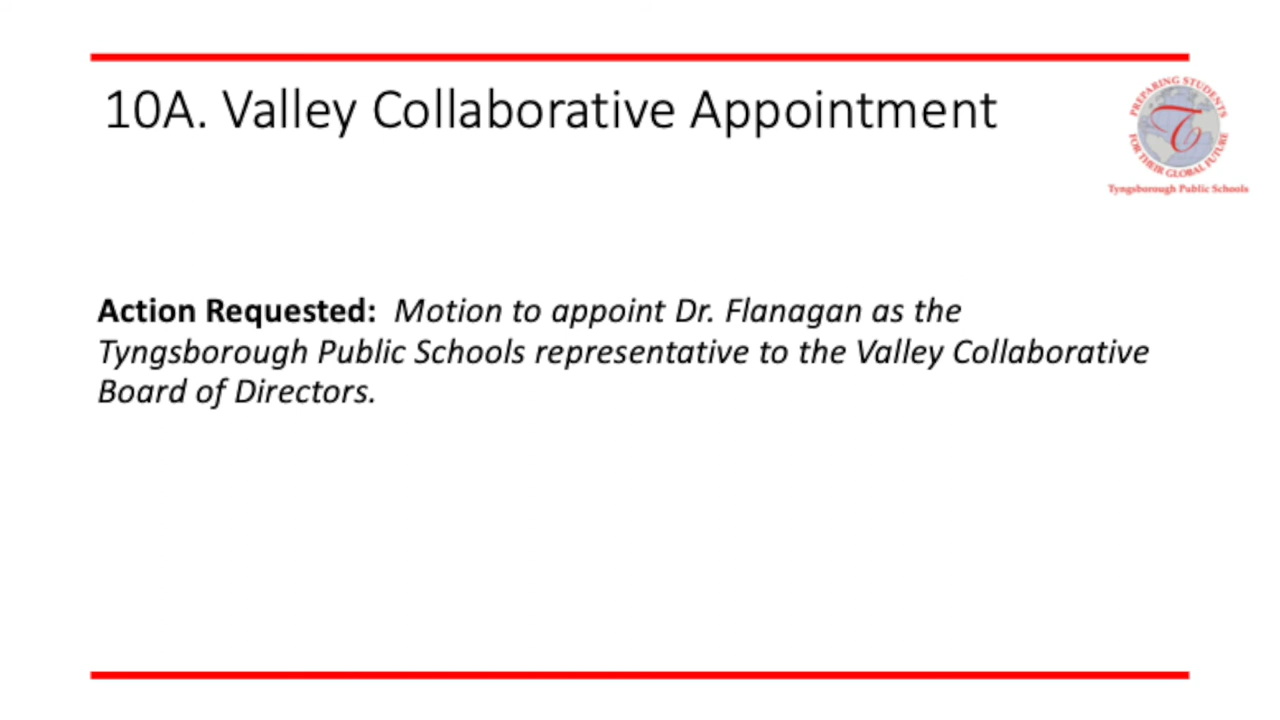 10A. Valley Collaborative Appointment
PREPARING STUDENTS
FOR THEIR GLOBAL FUTURE
T
Tyngsborough Public Schools
Action Requested: Motion to appoint Dr. Flanagan as the
Tyngsborough Public Schools representative to the Valley Collaborative
Board of Directors.